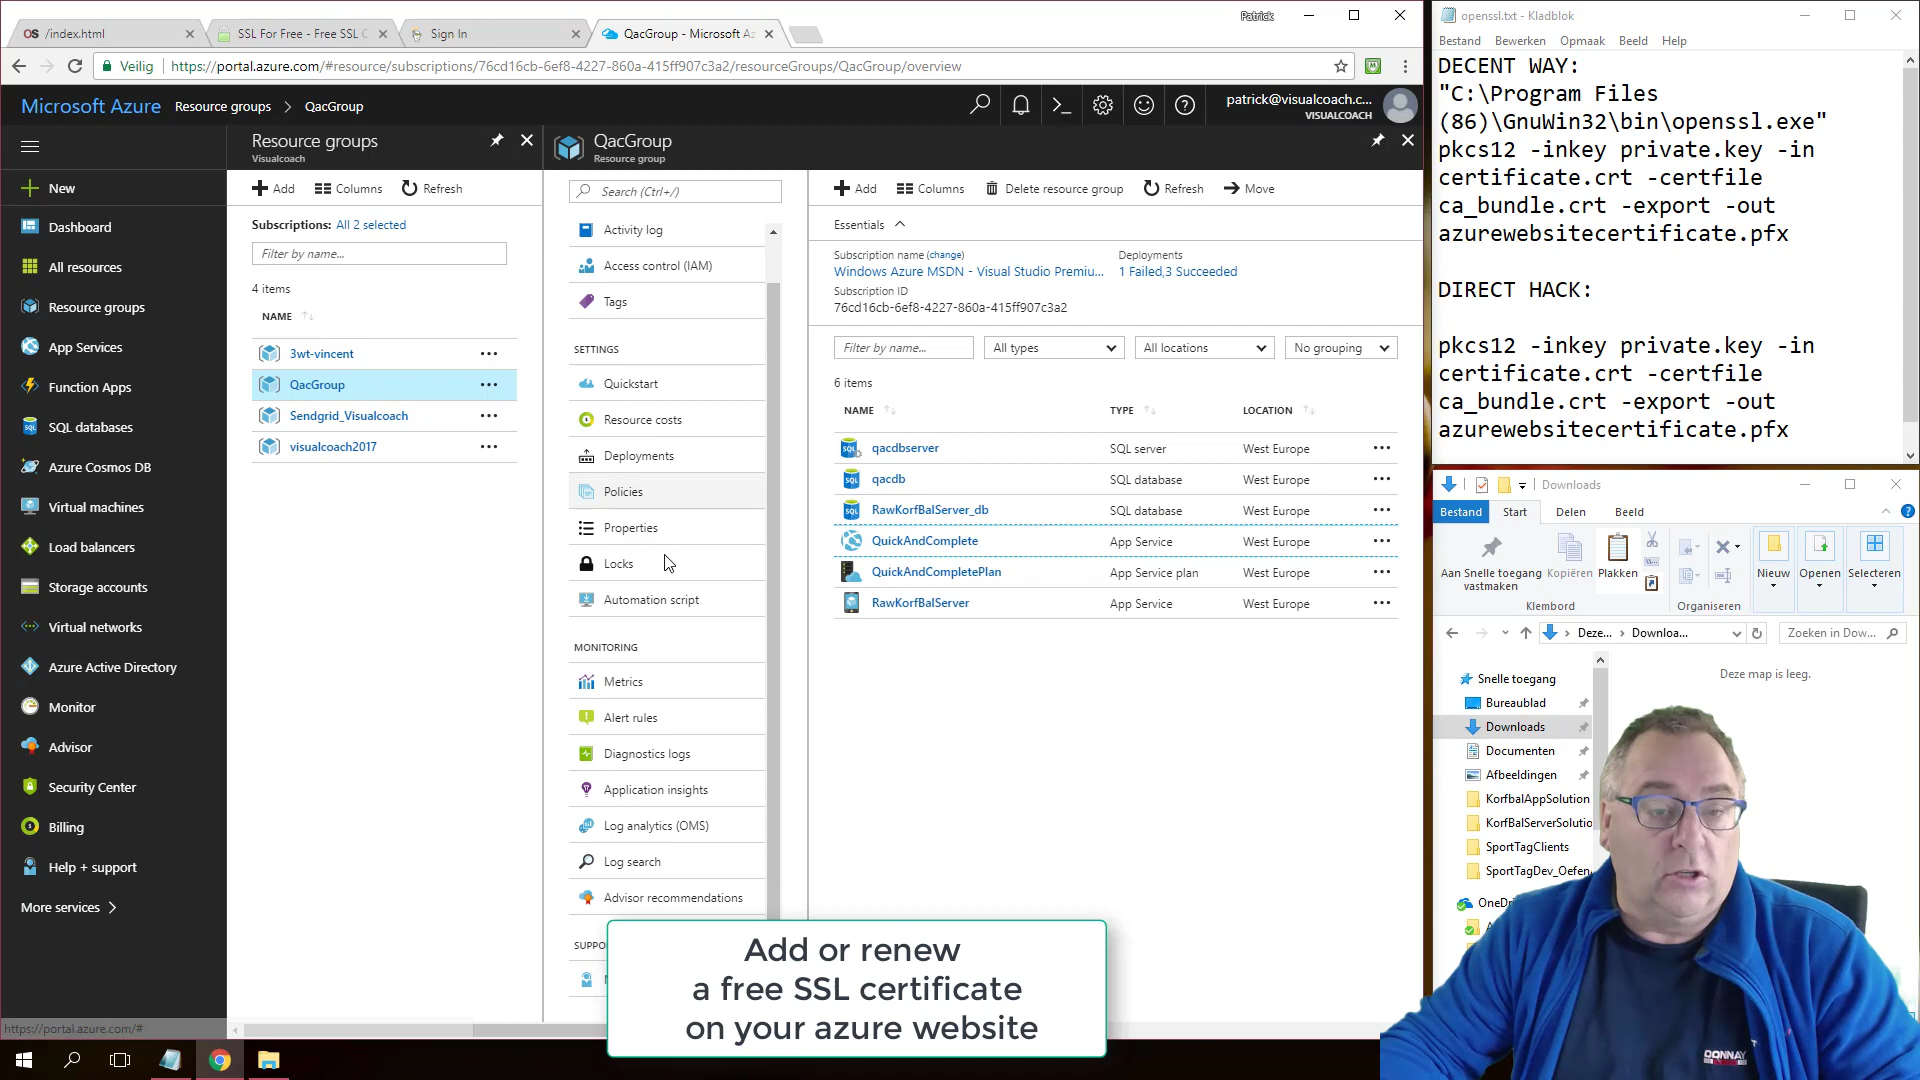 Patrick
OS /index.html
SSL For Free - Free SSL C
Sign In
QacGroup - Microsoft Az
Veilig
https://portal.azure.com/#resource/subscriptions/76cd16cb-6ef8-4227-860a-415ff907c3a2/resourceGroups/QacGroup/overview
Microsoft Azure
Resource groups
QacGroup
patrick@visualcoach.c...
VISUALCOACH
New
Dashboard
All resources
Resource groups
App Services
Function Apps
SQL databases
Azure Cosmos DB
Virtual machines
Load balancers
Storage accounts
Virtual networks
Azure Active Directory
Monitor
Advisor
Security Center
Billing
Help + support
More services
https://portal.azure.com/#
Resource groups
Visualcoach
Add
Columns
Refresh
Subscriptions: All 2 selected
Filter by name...
4 items
NAME
3wt-vincent
QacGroup
Sendgrid_Visualcoach
visualcoach2017
QacGroup
Resource group
Search (Ctrl+/)
Activity log
Access control (IAM)
Tags
SETTINGS
Quickstart
Resource costs
Deployments
Policies
Properties
Locks
Automation script
MONITORING
Metrics
Alert rules
Diagnostics logs
Application insights
Log analytics (OMS)
Log search
Advisor recommendations
Add
Columns
Delete resource group
Refresh
Move
Essentials
Subscription name (change)
Windows Azure MSDN - Visual Studio Premiu...
Deployments
1 Failed,3 Succeeded
Subscription ID
76cd16cb-6ef8-4227-860a-415ff907c3a2
Filter by name...
All types
All locations
No grouping
6 items
NAME TYPE LOCATION
qacdbserver SQL server West Europe
qacdb SQL database West Europe
RawKorfBalServer_db SQL database West Europe
QuickAndComplete App Service West Europe
QuickAndCompletePlan App Service plan West Europe
RawKorfBalServer App Service West Europe
Add or renew
a free SSL certificate
on your azure website
openssl.txt - Kladblok
Bestand Bewerken Opmaak Beeld Help
DECENT WAY:
"C:\Program Files
(86)\GnuWin32\bin\openssl.exe"
pkcs12 -inkey private.key -in
certificate.crt -certfile
ca_bundle.crt -export -out
azurewebsitecertificate.pfx
DIRECT HACK:
pkcs12 -inkey private.key -in
certificate.crt -certfile
ca_bundle.crt -export -out
azurewebsitecertificate.pfx
Downloads
Bestand Start Delen Beeld
Aan Snelle toegang
vastmaken
Kopiëren
Plakken
Nieuw
Openen
Selecteren
Klembord
Organiseren
Deze...
Downloa...
Zoeken in Dow...
Deze map is leeg.
Snelle toegang
Bureaublad
Downloads
Documenten
Afbeeldingen
KorfbalAppSolution
KorfBalServerSolutio
SportTagClients
SportTagDev_Oefen
OneDri
DONNAY